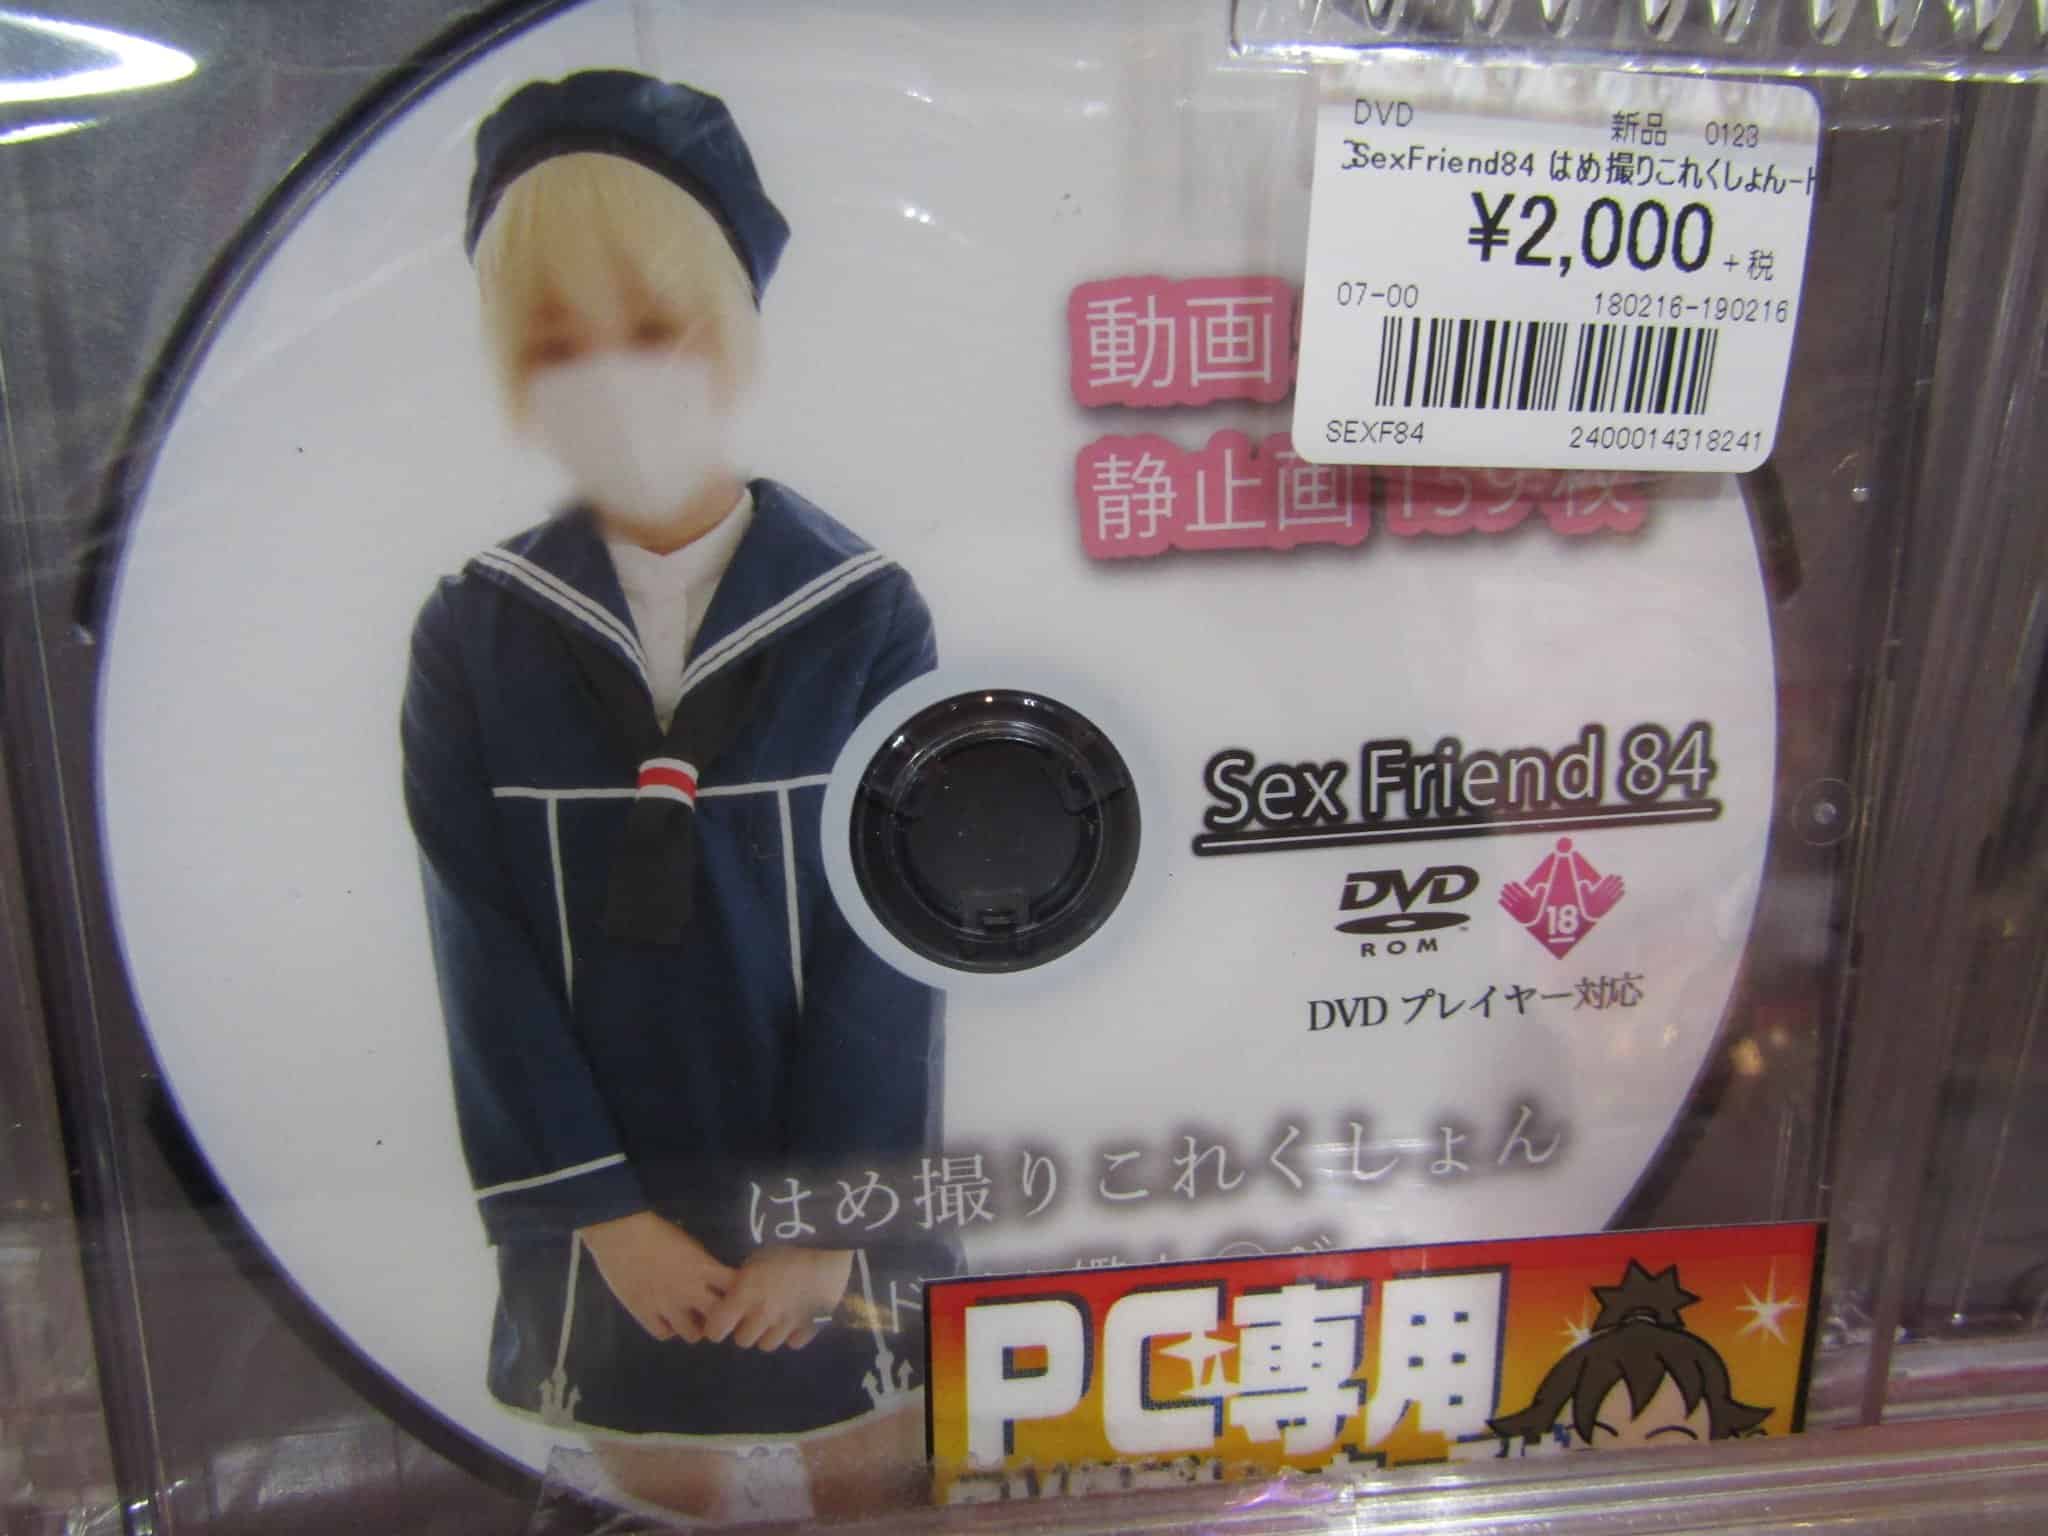 DVD 新品 0123
SexFriend84 はめ撮りこれくしょん-
¥2,000 +税
07-00 180216-190216
SEXF84 2400014318241
動画
静止画 159 枚
Sex Friend 84
DVD
ROM
18
DVD プレイヤー対応
はめ撮りこれくしょん
PC専用